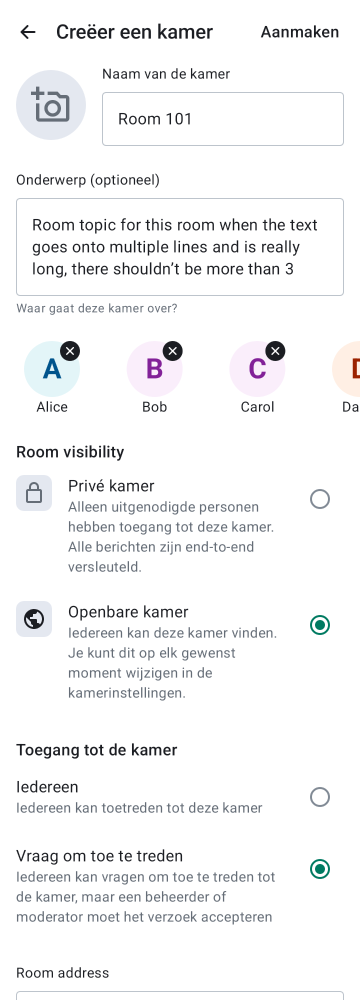 Creëer een kamer
Aanmaken
Naam van de kamer
Room 101
Onderwerp (optioneel)
Room topic for this room when the text
goes onto multiple lines and is really
long, there shouldn’t be more than 3
Waar gaat deze kamer over?
A
B
C
Alice
Bob
Carol
Da
Room visibility
Privé kamer
Alleen uitgenodigde personen
hebben toegang tot deze kamer.
Alle berichten zijn end-to-end
versleuteld.
Openbare kamer
Iedereen kan deze kamer vinden.
Je kunt dit op elk gewenst
moment wijzigen in de
kamerinstellingen.
Toegang tot de kamer
Iedereen
Iedereen kan toetreden tot deze kamer
Vraag om toe te treden
Iedereen kan vragen om toe te treden tot
de kamer, maar een beheerder of
moderator moet het verzoek accepteren
Room address